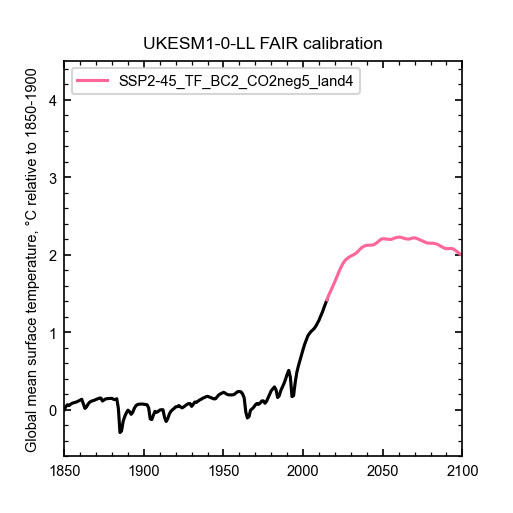 UKESM1-0-LL FAIR calibration
SSP2-45_TF_BC2_CO2neg5_land4
Global mean surface temperature, °C relative to 1850-1900
4
3
2
1
0
1850 1900 1950 2000 2050 2100